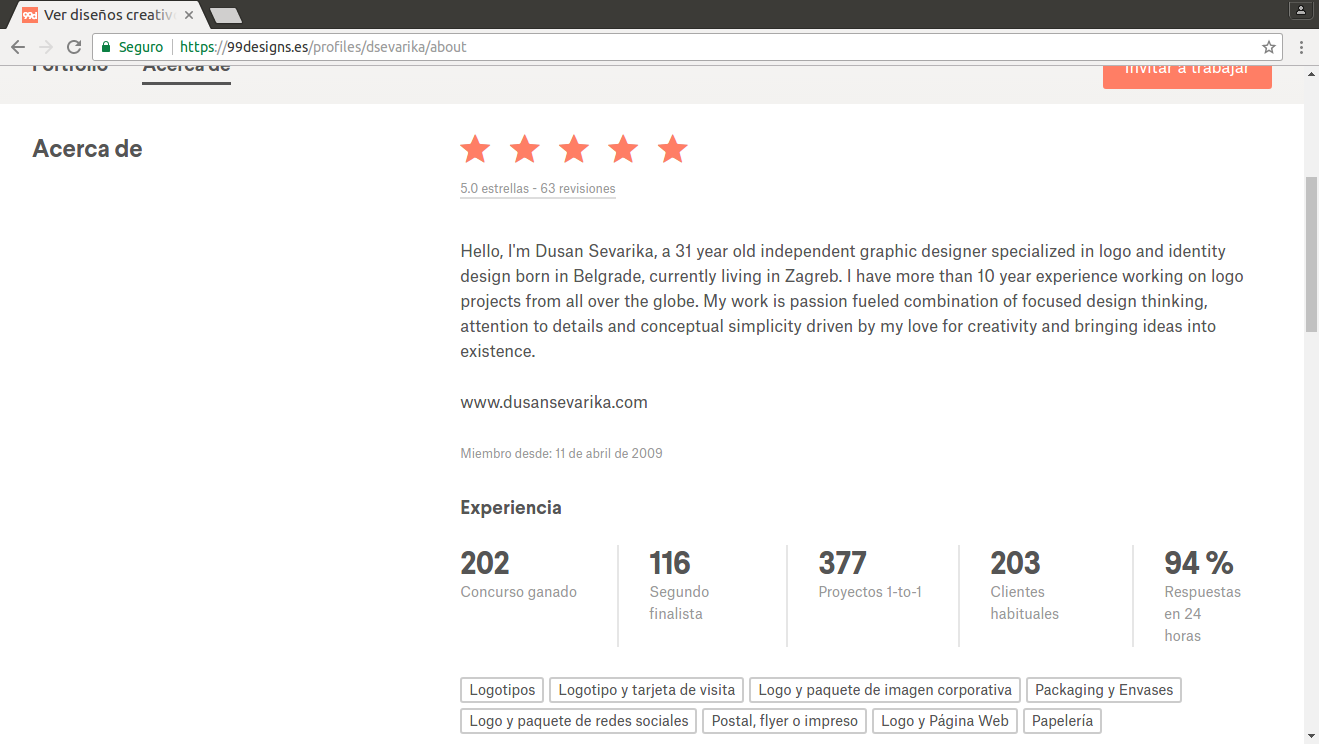 99d Ver diseños creativ
Seguro https://99designs.es/profiles/dsevarika/about
Portfolio Acerca de Invitar a trabajar
Acerca de
5.0 estrellas - 63 revisiones
Hello, I'm Dusan Sevarika, a 31 year old independent graphic designer specialized in logo and identity
design born in Belgrade, currently living in Zagreb. I have more than 10 year experience working on logo
projects from all over the globe. My work is passion fueled combination of focused design thinking,
attention to details and conceptual simplicity driven by my love for creativity and bringing ideas into
existence.
www.dusansevarika.com
Miembro desde: 11 de abril de 2009
Experiencia
202 116 377 203 94 %
Concurso ganado Segundo Proyectos 1-to-1 Clientes Respuestas
finalista habituales en 24
horas
Logotipos Logotipo y tarjeta de visita Logo y paquete de imagen corporativa Packaging y Envases
Logo y paquete de redes sociales Postal, flyer o impreso Logo y Página Web Papelería